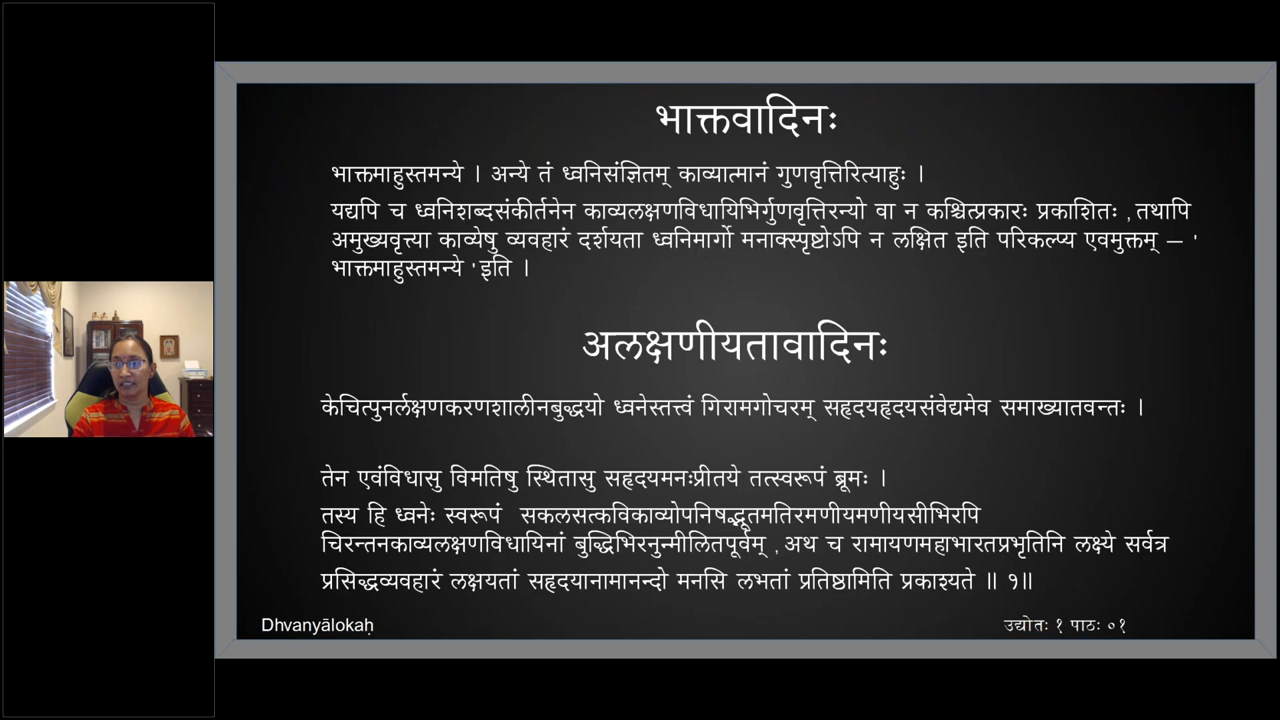 भाक्तवादिनः
भाक्तमाहुस्तमन्ये । अन्ये तं ध्वनिसंज्ञितम् काव्यात्मानं गुणवृत्तिरित्याहुः ।
यद्यपि च ध्वनिशब्दसंकीर्तनेन काव्यलक्षणविधायिभिर्गुणवृत्तिरन्यो वा न कश्चित्प्रकारः प्रकाशितः , तथापि
अमुख्यवृत्त्या काव्येषु व्यवहारं दर्शयता ध्वनिमार्गो मनाक्स्पृष्टोऽपि न लक्षित इति परिकल्प्य एवमुक्तम् – '
भाक्तमाहुस्तमन्ये ' इति ।
अलक्षणीयतावादिनः
केचित्पुनर्लक्षणकरणशालीनबुद्धयो ध्वनेस्तत्त्वं गिरामगोचरम् सहृदयहृदयसंवेद्यमेव समाख्यातवन्तः ।
तेन एवंविधासु विमतिषु स्थितासु सहृदयमनःप्रीतये तत्स्वरूपं ब्रूमः ।
तस्य हि ध्वनेः स्वरूपं सकलसत्कविकाव्योपनिषद्भूतमतिरमणीयमणीयसीभिरपि
चिरन्तनकाव्यलक्षणविधायिनां बुद्धिभिरनुन्मीलितपूर्वम् , अथ च रामायणमहाभारतप्रभृतिनि लक्ष्ये सर्वत्र
प्रसिद्धव्यवहारं लक्षयतां सहृदयानामानन्दो मनसि लभतां प्रतिष्ठामिति प्रकाश्यते ॥ १॥
Dhvanyālokaḥ
उद्योतः १ पाठः ०१